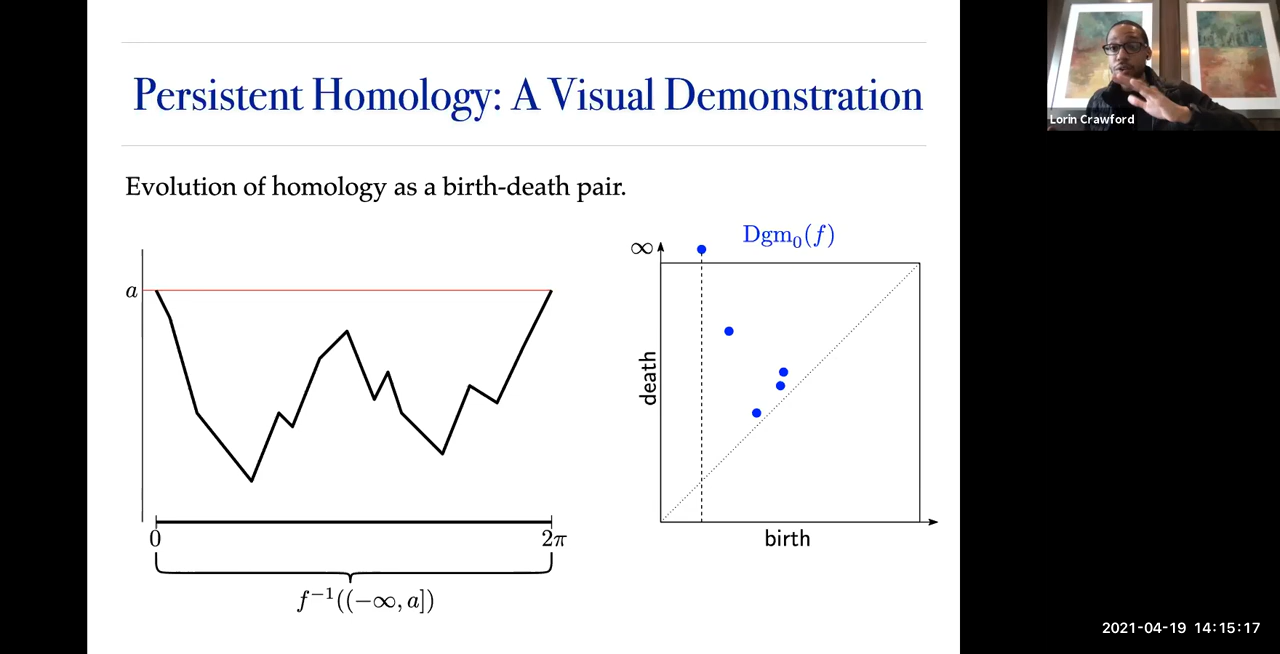 Persistent Homology: A Visual Demonstration
Lorin Crawford
Evolution of homology as a birth-death pair.
∞
Dgm₀(f)
a
death
0
2π
birth
f⁻¹((−∞, a])
2021-04-19 14:15:17